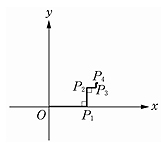 y
P₂ P₄
P₃
O P₁ x